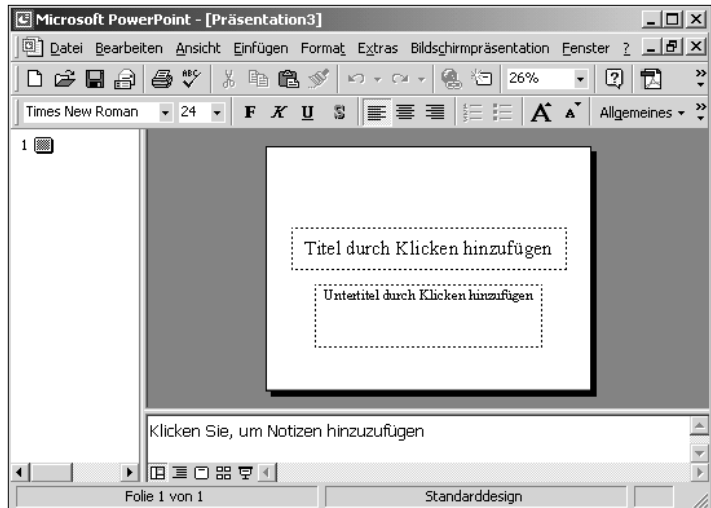 Microsoft PowerPoint - [Präsentation3]
Datei Bearbeiten Ansicht Einfügen Format Extras Bildschirmpräsentation Fenster ?
ABC 26%
Times New Roman 24 F K U S A A Allgemeines
1
Titel durch Klicken hinzufügen
Untertitel durch Klicken hinzufügen
Klicken Sie, um Notizen hinzuzufügen
Folie 1 von 1 Standarddesign